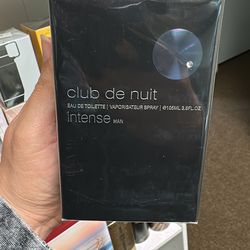 club de nuit
EAU DE TOILETTE | VAPORISATEUR SPRAY | ℮105ML 3.6FL.OZ
intense MAN